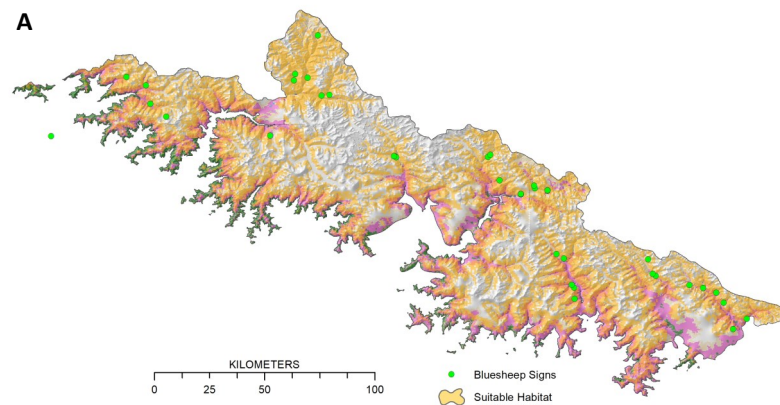 A
KILOMETERS
0 25 50 100
Bluesheep Signs
Suitable Habitat